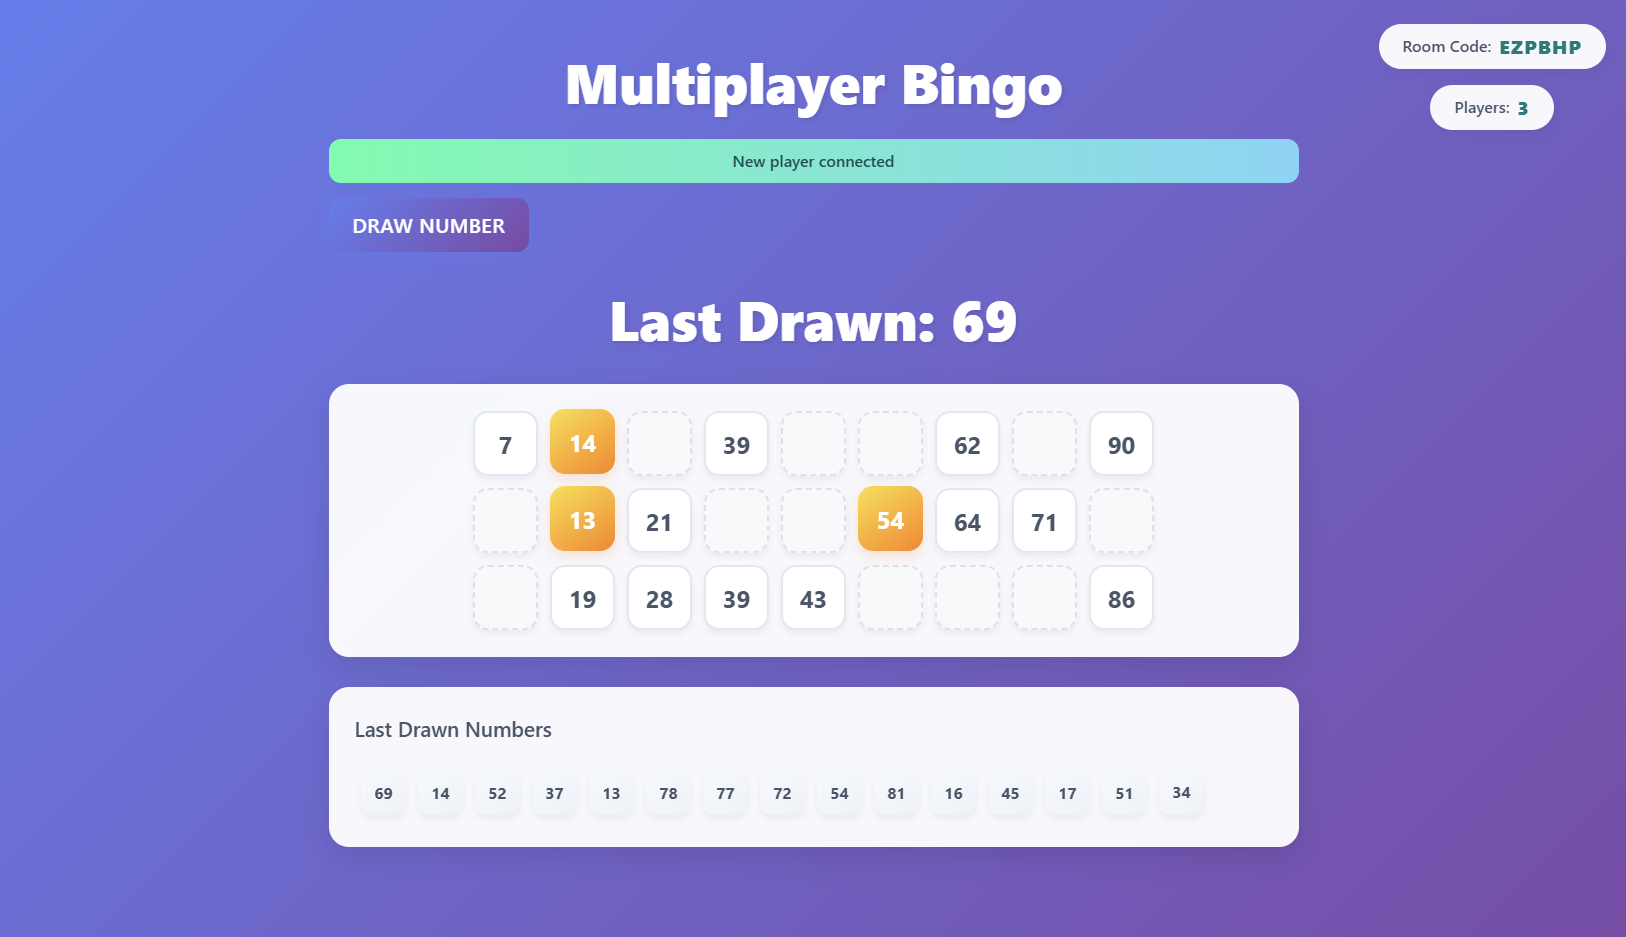 Room Code: EZPBHP
Multiplayer Bingo
Players: 3
New player connected
DRAW NUMBER
Last Drawn: 69
7 14 39 62 90
13 21 54 64 71
19 28 39 43 86
Last Drawn Numbers
69 14 52 37 13 78 77 72 54 81 16 45 17 51 34